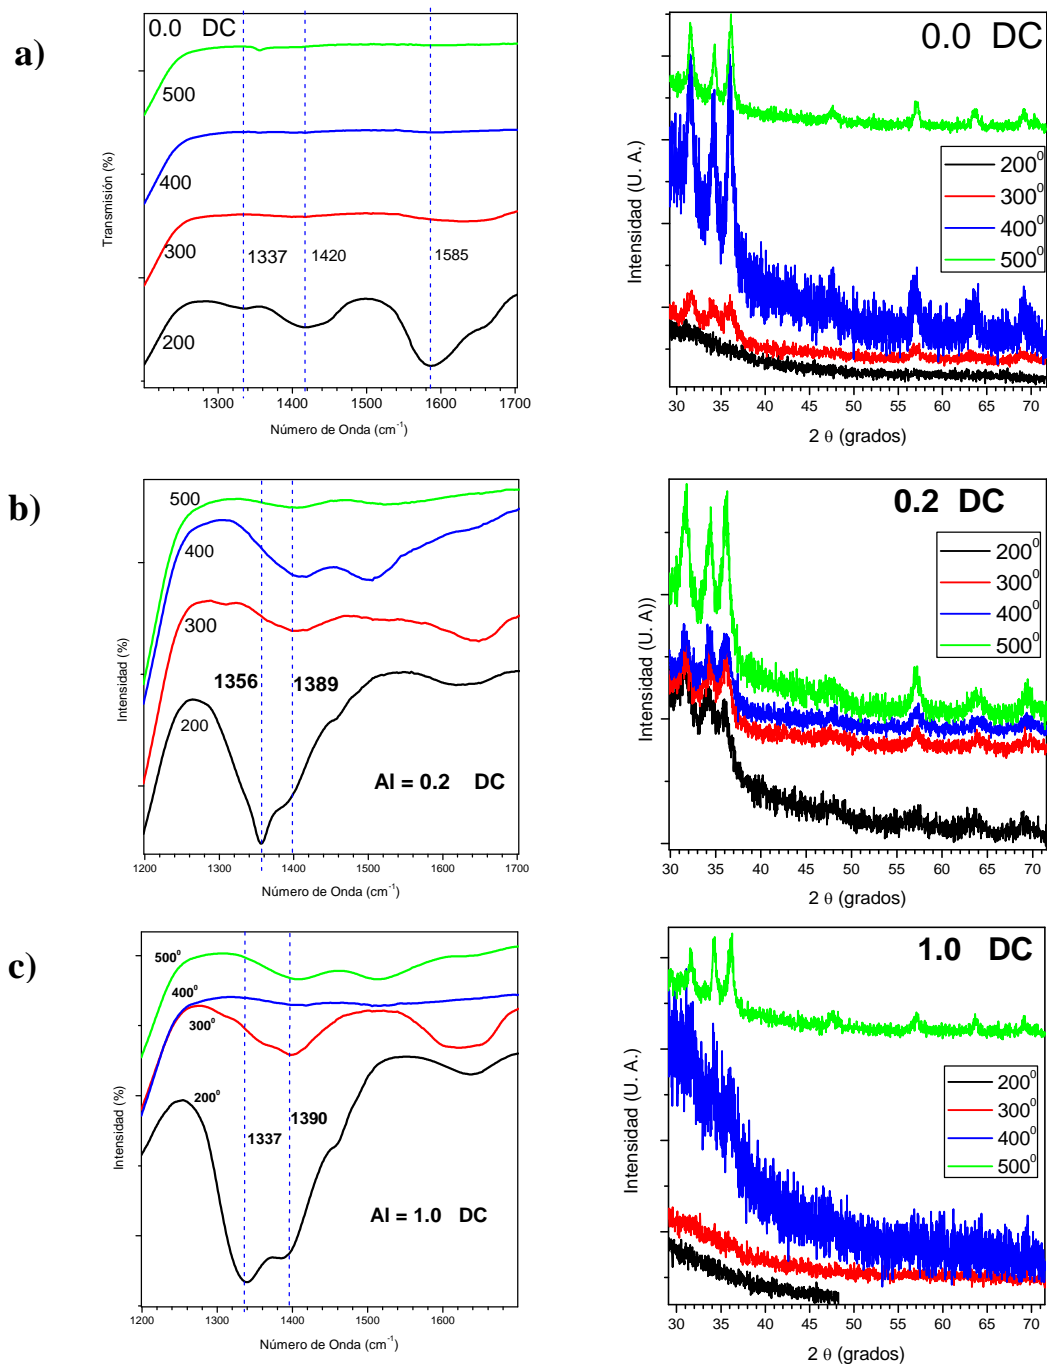 a)
0.0 DC
500
400
300
200
1337
1420
1585
Transmisión (%)
1300 1400 1500 1600 1700
Número de Onda (cm⁻¹)
0.0 DC
200⁰
300⁰
400⁰
500⁰
Intensidad (U. A.)
30 35 40 45 50 55 60 65 70
2 θ (grados)
b)
500
400
300
200
1356
1389
Al = 0.2 DC
Intensidad (%)
1200 1300 1400 1500 1600 1700
Número de Onda (cm⁻¹)
0.2 DC
200⁰
300⁰
400⁰
500⁰
Intensidad (U. A))
30 35 40 45 50 55 60 65 70
2 θ (grados)
c)
500⁰
400⁰
300⁰
200⁰
1337
1390
Al = 1.0 DC
Intensidad (%)
1200 1300 1400 1500 1600
Número de Onda (cm⁻¹)
1.0 DC
200⁰
300⁰
400⁰
500⁰
Intensidad (U. A.)
30 35 40 45 50 55 60 65 70
2 θ (grados)